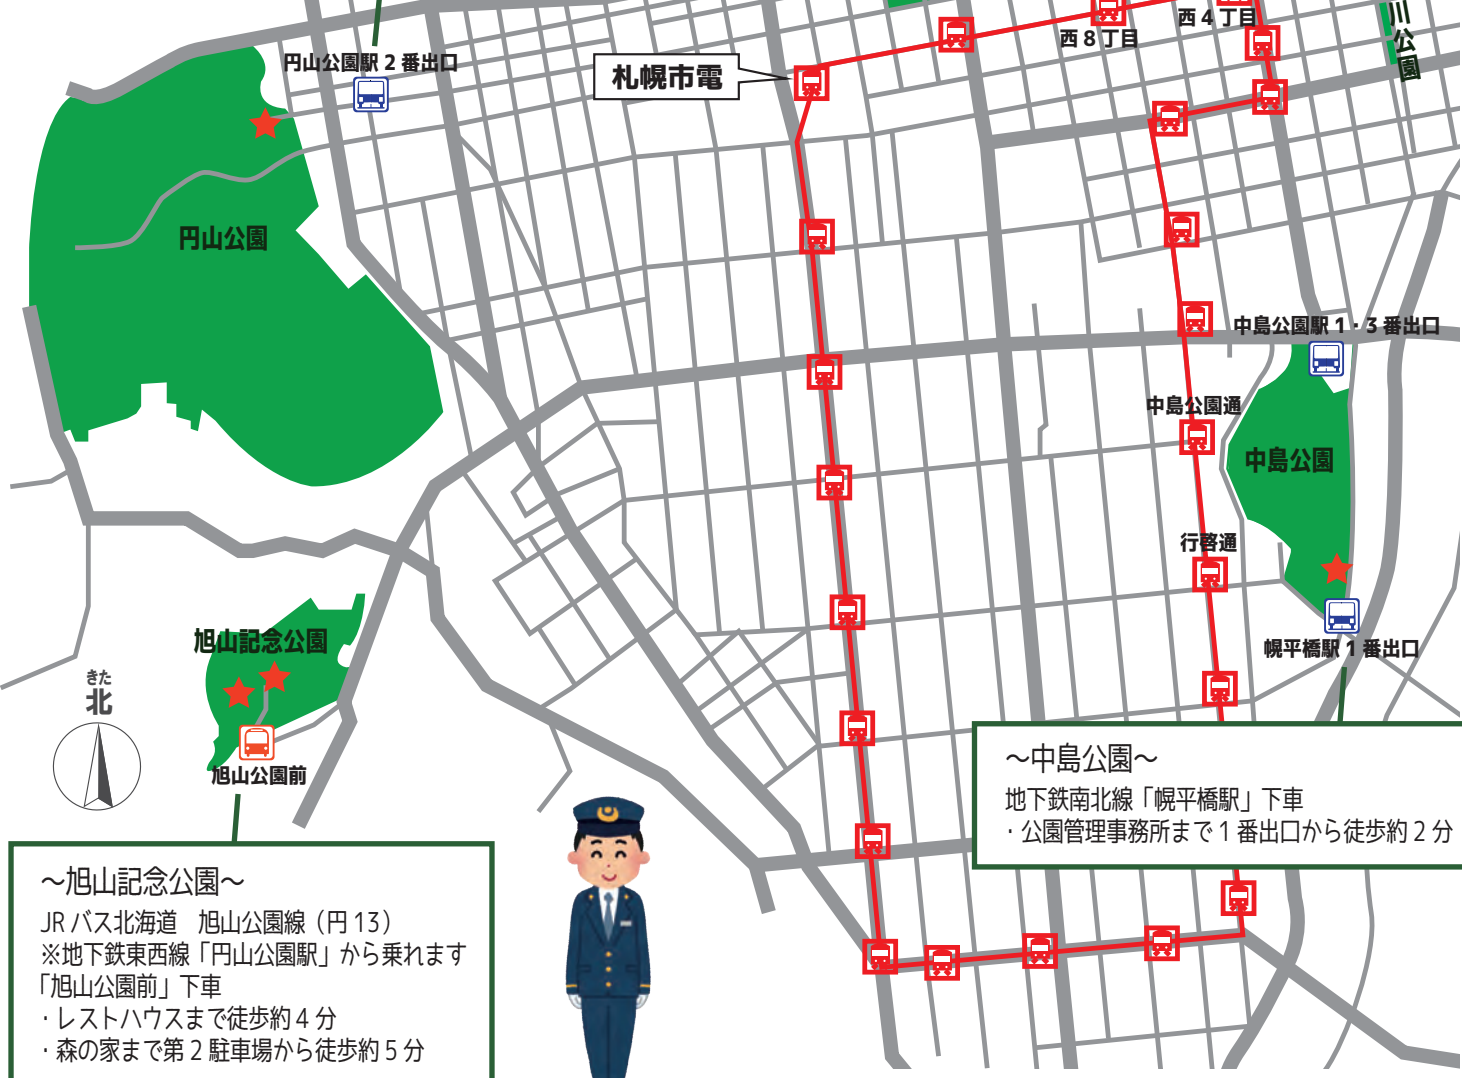 西４丁目
西８丁目
川公園
円山公園駅２番出口
札幌市電
円山公園
中島公園駅１・３番出口
中島公園通
中島公園
行啓通
幌平橋駅１番出口
旭山記念公園
きた
北
旭山公園前
～中島公園～
地下鉄南北線「幌平橋駅」下車
・公園管理事務所まで１番出口から徒歩約２分
～旭山記念公園～
JRバス北海道　旭山公園線（円13）
※地下鉄東西線「円山公園駅」から乗れます
「旭山公園前」下車
・レストハウスまで徒歩約４分
・森の家まで第２駐車場から徒歩約５分